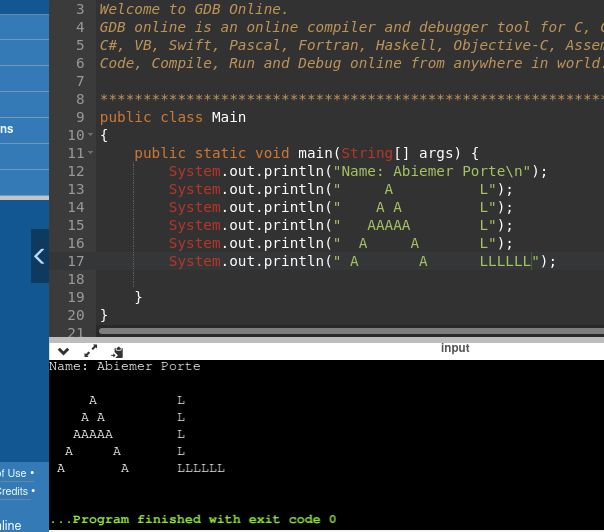 3 Welcome to GDB Online.
4 GDB online is an online compiler and debugger tool for C,
5 C#, VB, Swift, Pascal, Fortran, Haskell, Objective-C,
6 Code, Compile, Run and Debug online from anywhere in world.
7
8 **********************************************************
9 public class Main
10 {
11     public static void main(String[] args) {
12         System.out.println("Name: Abiemer Porte\n");
13         System.out.println("     A          L");
14         System.out.println("    A A         L");
15         System.out.println("   AAAAA        L");
16         System.out.println("  A     A       L");
17         System.out.println(" A       A      LLLLLL");
18
19     }
20 }
21
ns
input
Name: Abiemer Porte
     A          L
    A A         L
   AAAAA        L
  A     A       L
 A       A      LLLLLL
of Use •
Credits •
...Program finished with exit code 0